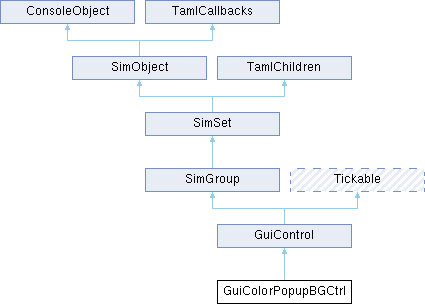 ConsoleObject TamlCallbacks
SimObject TamlChildren
SimSet
SimGroup Tickable
GuiControl
GuiColorPopupBGCtrl